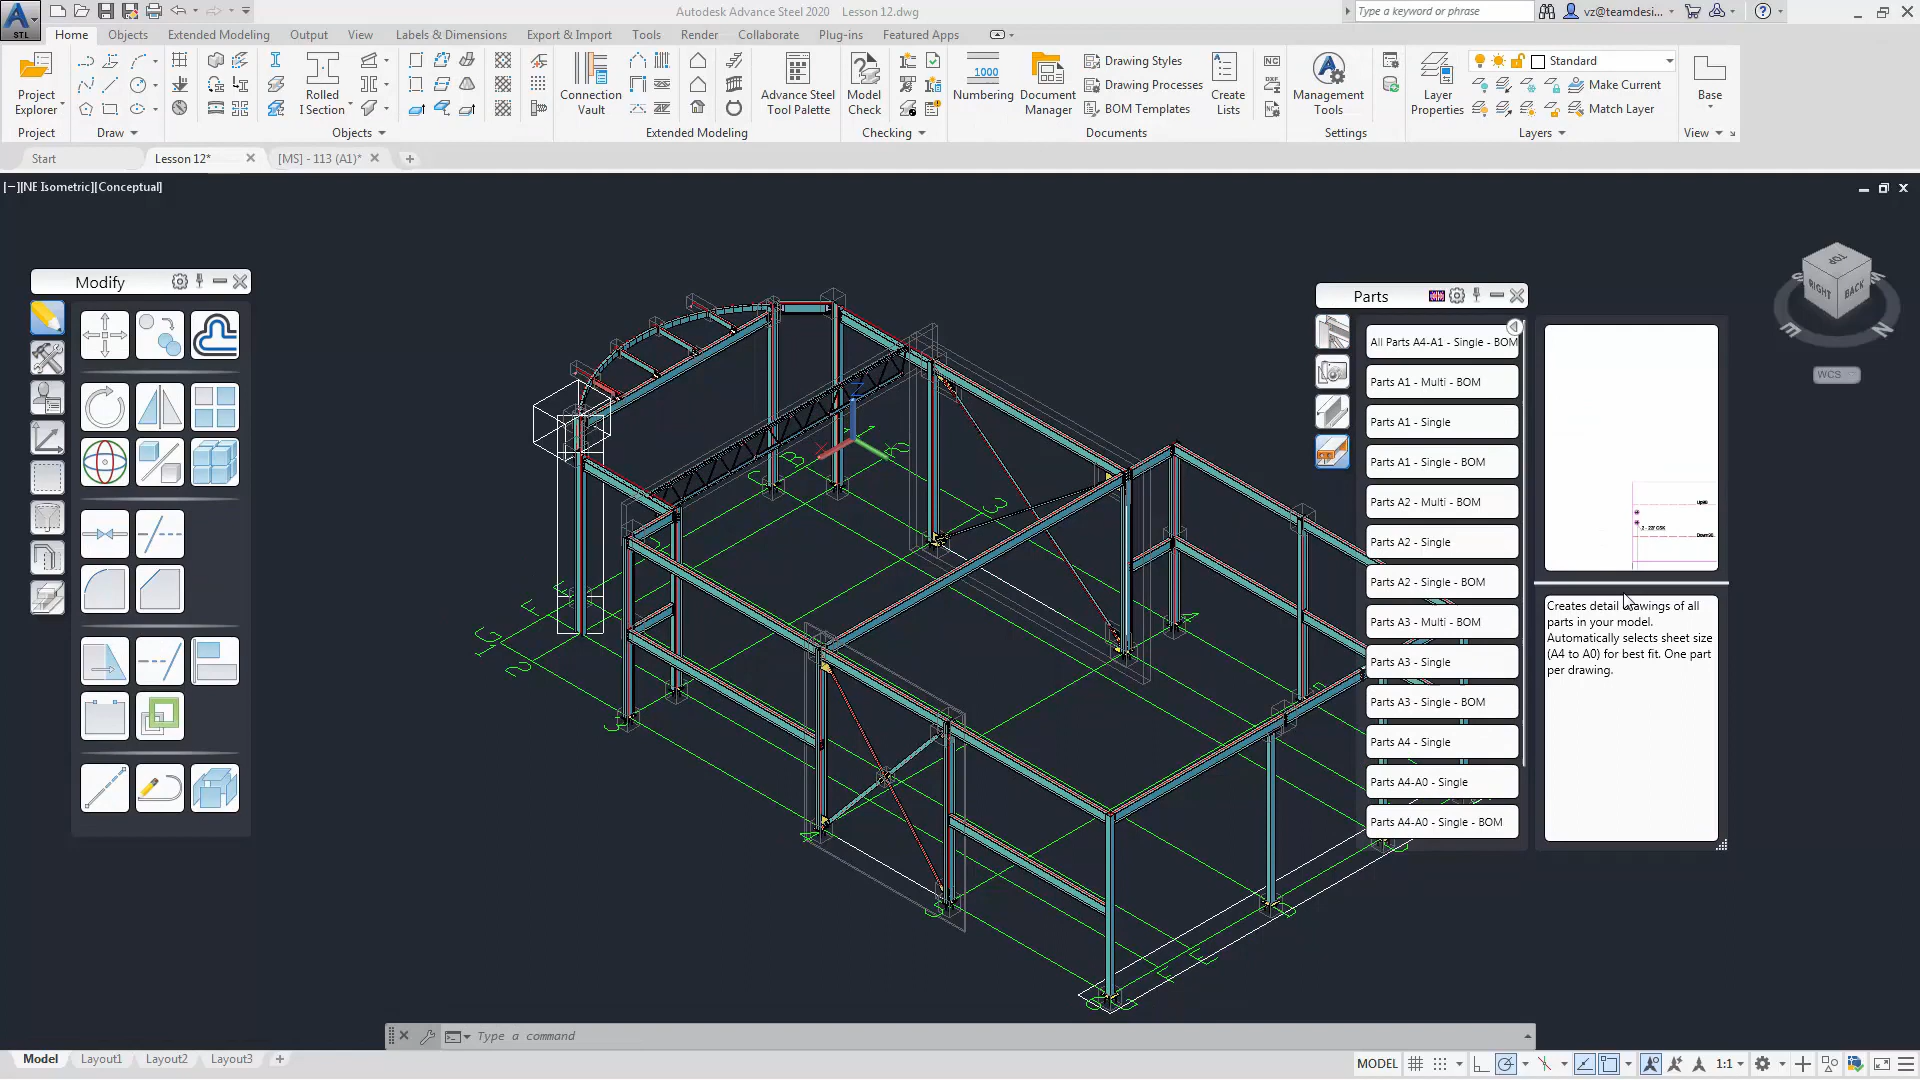 Autodesk Advance Steel 2020 Lesson 12.dwg
Type a keyword or phrase
vz@teamdesi...
STL
Home Objects Extended Modeling Output View Labels & Dimensions Export & Import Tools Render Collaborate Plug-ins Featured Apps
Project Explorer
Rolled I Section
Connection Vault
Advance Steel Tool Palette
Model Check
1000
Numbering
Document Manager
Drawing Styles
Drawing Processes
BOM Templates
Create Lists
NC
DXF
Management Tools
Layer Properties
Standard
Make Current
Match Layer
Base
Project Draw Objects Extended Modeling Checking Documents Settings Layers View
Start Lesson 12* [MS] - 113 (A1)*
[−][NE Isometric][Conceptual]
Modify
Parts
All Parts A4-A1 - Single - BOM
Parts A1 - Multi - BOM
Parts A1 - Single
Parts A1 - Single - BOM
Parts A2 - Multi - BOM
Parts A2 - Single
Parts A2 - Single - BOM
Parts A3 - Multi - BOM
Parts A3 - Single
Parts A3 - Single - BOM
Parts A4 - Single
Parts A4-A0 - Single
Parts A4-A0 - Single - BOM
Creates detail drawings of all
parts in your model.
Automatically selects sheet size
(A4 to A0) for best fit. One part
per drawing.
TOP
RIGHT
BACK
S
E
N
WCS
Type a command
Model Layout1 Layout2 Layout3
MODEL
1:1